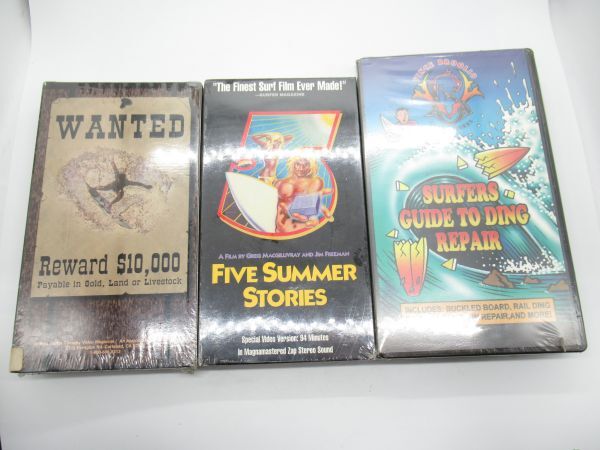 WANTED
Reward $10,000
Payable in Gold, Land or Livestock
"The Finest Surf Film Ever Made!"
—SURFER MAGAZINE
A FILM BY GREG MACGILLIVRAY AND JIM FREEMAN
FIVE SUMMER
STORIES
Special Video Version: 94 Minutes
in Magnamastered Zap Stereo Sound
SURFERS
GUIDE TO DING
REPAIR
INCLUDES: BUCKLED BOARD, RAIL DING
REPAIR, AND MORE!